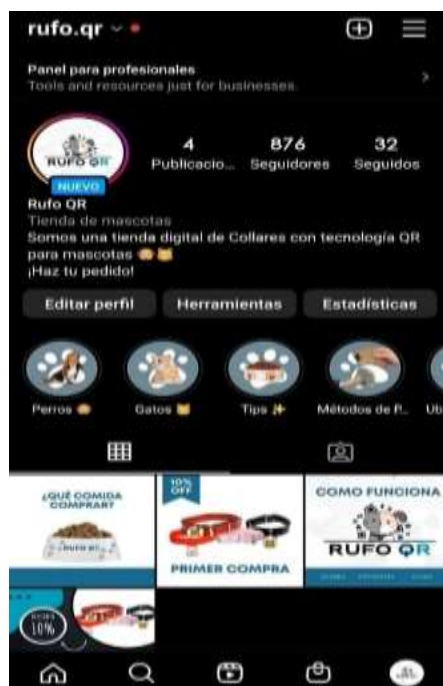 rufo.qr
Panel para profesionales
Tools and resources just for businesses.
4 876 32
Publicacio... Seguidores Seguidos
RUFO QR
NUEVO
Rufo QR
Tienda de mascotas
Somos una tienda digital de Collares con tecnología QR
para mascotas
¡Haz tu pedido!
Editar perfil Herramientas Estadísticas
Perros Gatos Tips Métodos de P... Ub
¿QUÉ COMIDA
COMPRAR?
RUFO QR
10%
OFF
PRIMER COMPRA
COMO FUNCIONA
RUFO QR
10%